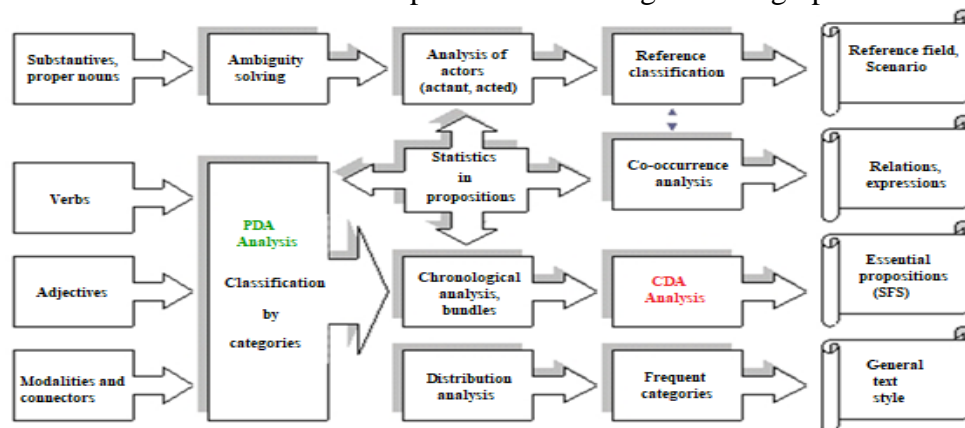 Substantives,
proper nouns
Ambiguity
solving
Analysis of
actors
(actant, acted)
Reference
classification
Reference field,
Scenario
Verbs
Statistics
in
propositions
Co-occurrence
analysis
Relations,
expressions
PDA
Analysis
Classification
by
categories
Adjectives
Chronological
analysis,
bundles
CDA
Analysis
Essential
propositions
(SFS)
Modalities and
connectors
Distribution
analysis
Frequent
categories
General
text
style